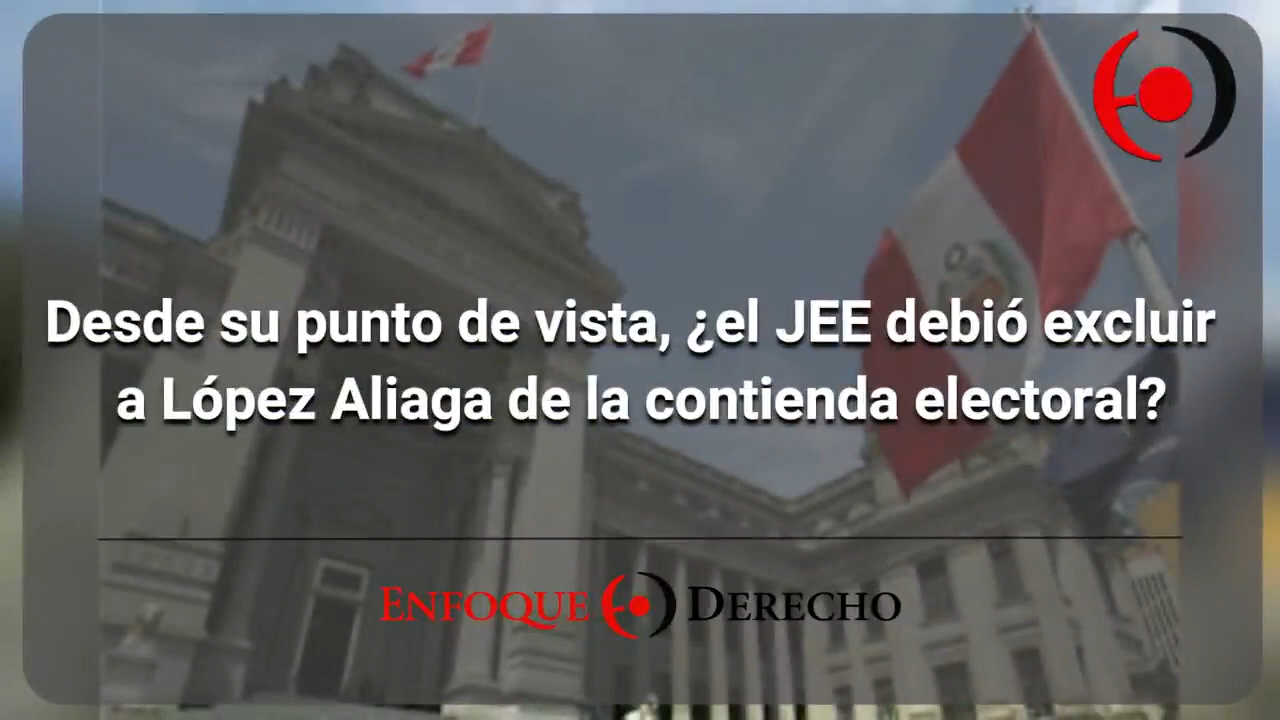 Desde su punto de vista, ¿el JEE debió excluir
a López Aliaga de la contienda electoral?
ENFOQUE DERECHO